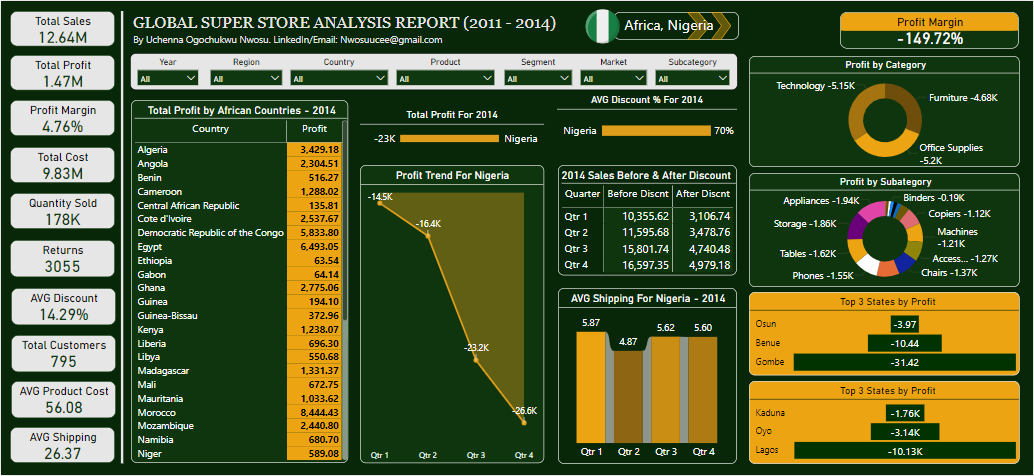 GLOBAL SUPER STORE ANALYSIS REPORT (2011 - 2014)
By Uchenna Ogochukwu Nwosu. LinkedIn/Email: Nwosuucee@gmail.com
Africa, Nigeria
Profit Margin
-149.72%
Total Sales
12.64M
Total Profit
1.47M
Profit Margin
4.76%
Total Cost
9.83M
Quantity Sold
178K
Returns
3055
AVG Discount
14.29%
Total Customers
795
AVG Product Cost
56.08
AVG Shipping
26.37
Year Region Country Product Segment Market Subcategory
All All All All All All All
Total Profit by African Countries - 2014
Country Profit
Algeria 3,429.18
Angola 2,304.51
Benin 516.27
Cameroon 1,288.02
Central African Republic 135.81
Cote d'Ivoire 2,537.67
Democratic Republic of the Congo 5,833.80
Egypt 6,493.05
Ethiopia 63.54
Gabon 64.14
Ghana 2,775.06
Guinea 194.10
Guinea-Bissau 372.96
Kenya 1,238.07
Liberia 696.30
Libya 550.68
Madagascar 1,331.37
Mali 672.75
Mauritania 1,033.62
Morocco 8,444.43
Mozambique 2,440.80
Namibia 680.70
Niger 589.08
Total Profit For 2014
-23K Nigeria
AVG Discount % For 2014
Nigeria 70%
Profit Trend For Nigeria
-14.5K
-16.4K
-23.2K
-26.6K
Qtr 1 Qtr 2 Qtr 3 Qtr 4
2014 Sales Before & After Discount
Quarter Before Discnt After Discnt
Qtr 1 10,355.62 3,106.74
Qtr 2 11,595.68 3,478.76
Qtr 3 15,801.74 4,740.48
Qtr 4 16,597.35 4,979.18
AVG Shipping For Nigeria - 2014
5.87 4.87 5.62 5.60
Qtr 1 Qtr 2 Qtr 3 Qtr 4
Profit by Category
Technology -5.15K
Furniture -4.68K
Office Supplies
-5.2K
Profit by Subategory
Appliances -1.94K
Binders -0.19K
Storage -1.86K
Copiers -1.12K
Machines
-1.21K
Tables -1.62K
Access... -1.27K
Phones -1.55K
Chairs -1.37K
Top 3 States by Profit
Osun -3.97
Benue -10.44
Gombe -31.42
Top 3 States by Profit
Kaduna -1.76K
Oyo -3.14K
Lagos -10.13K